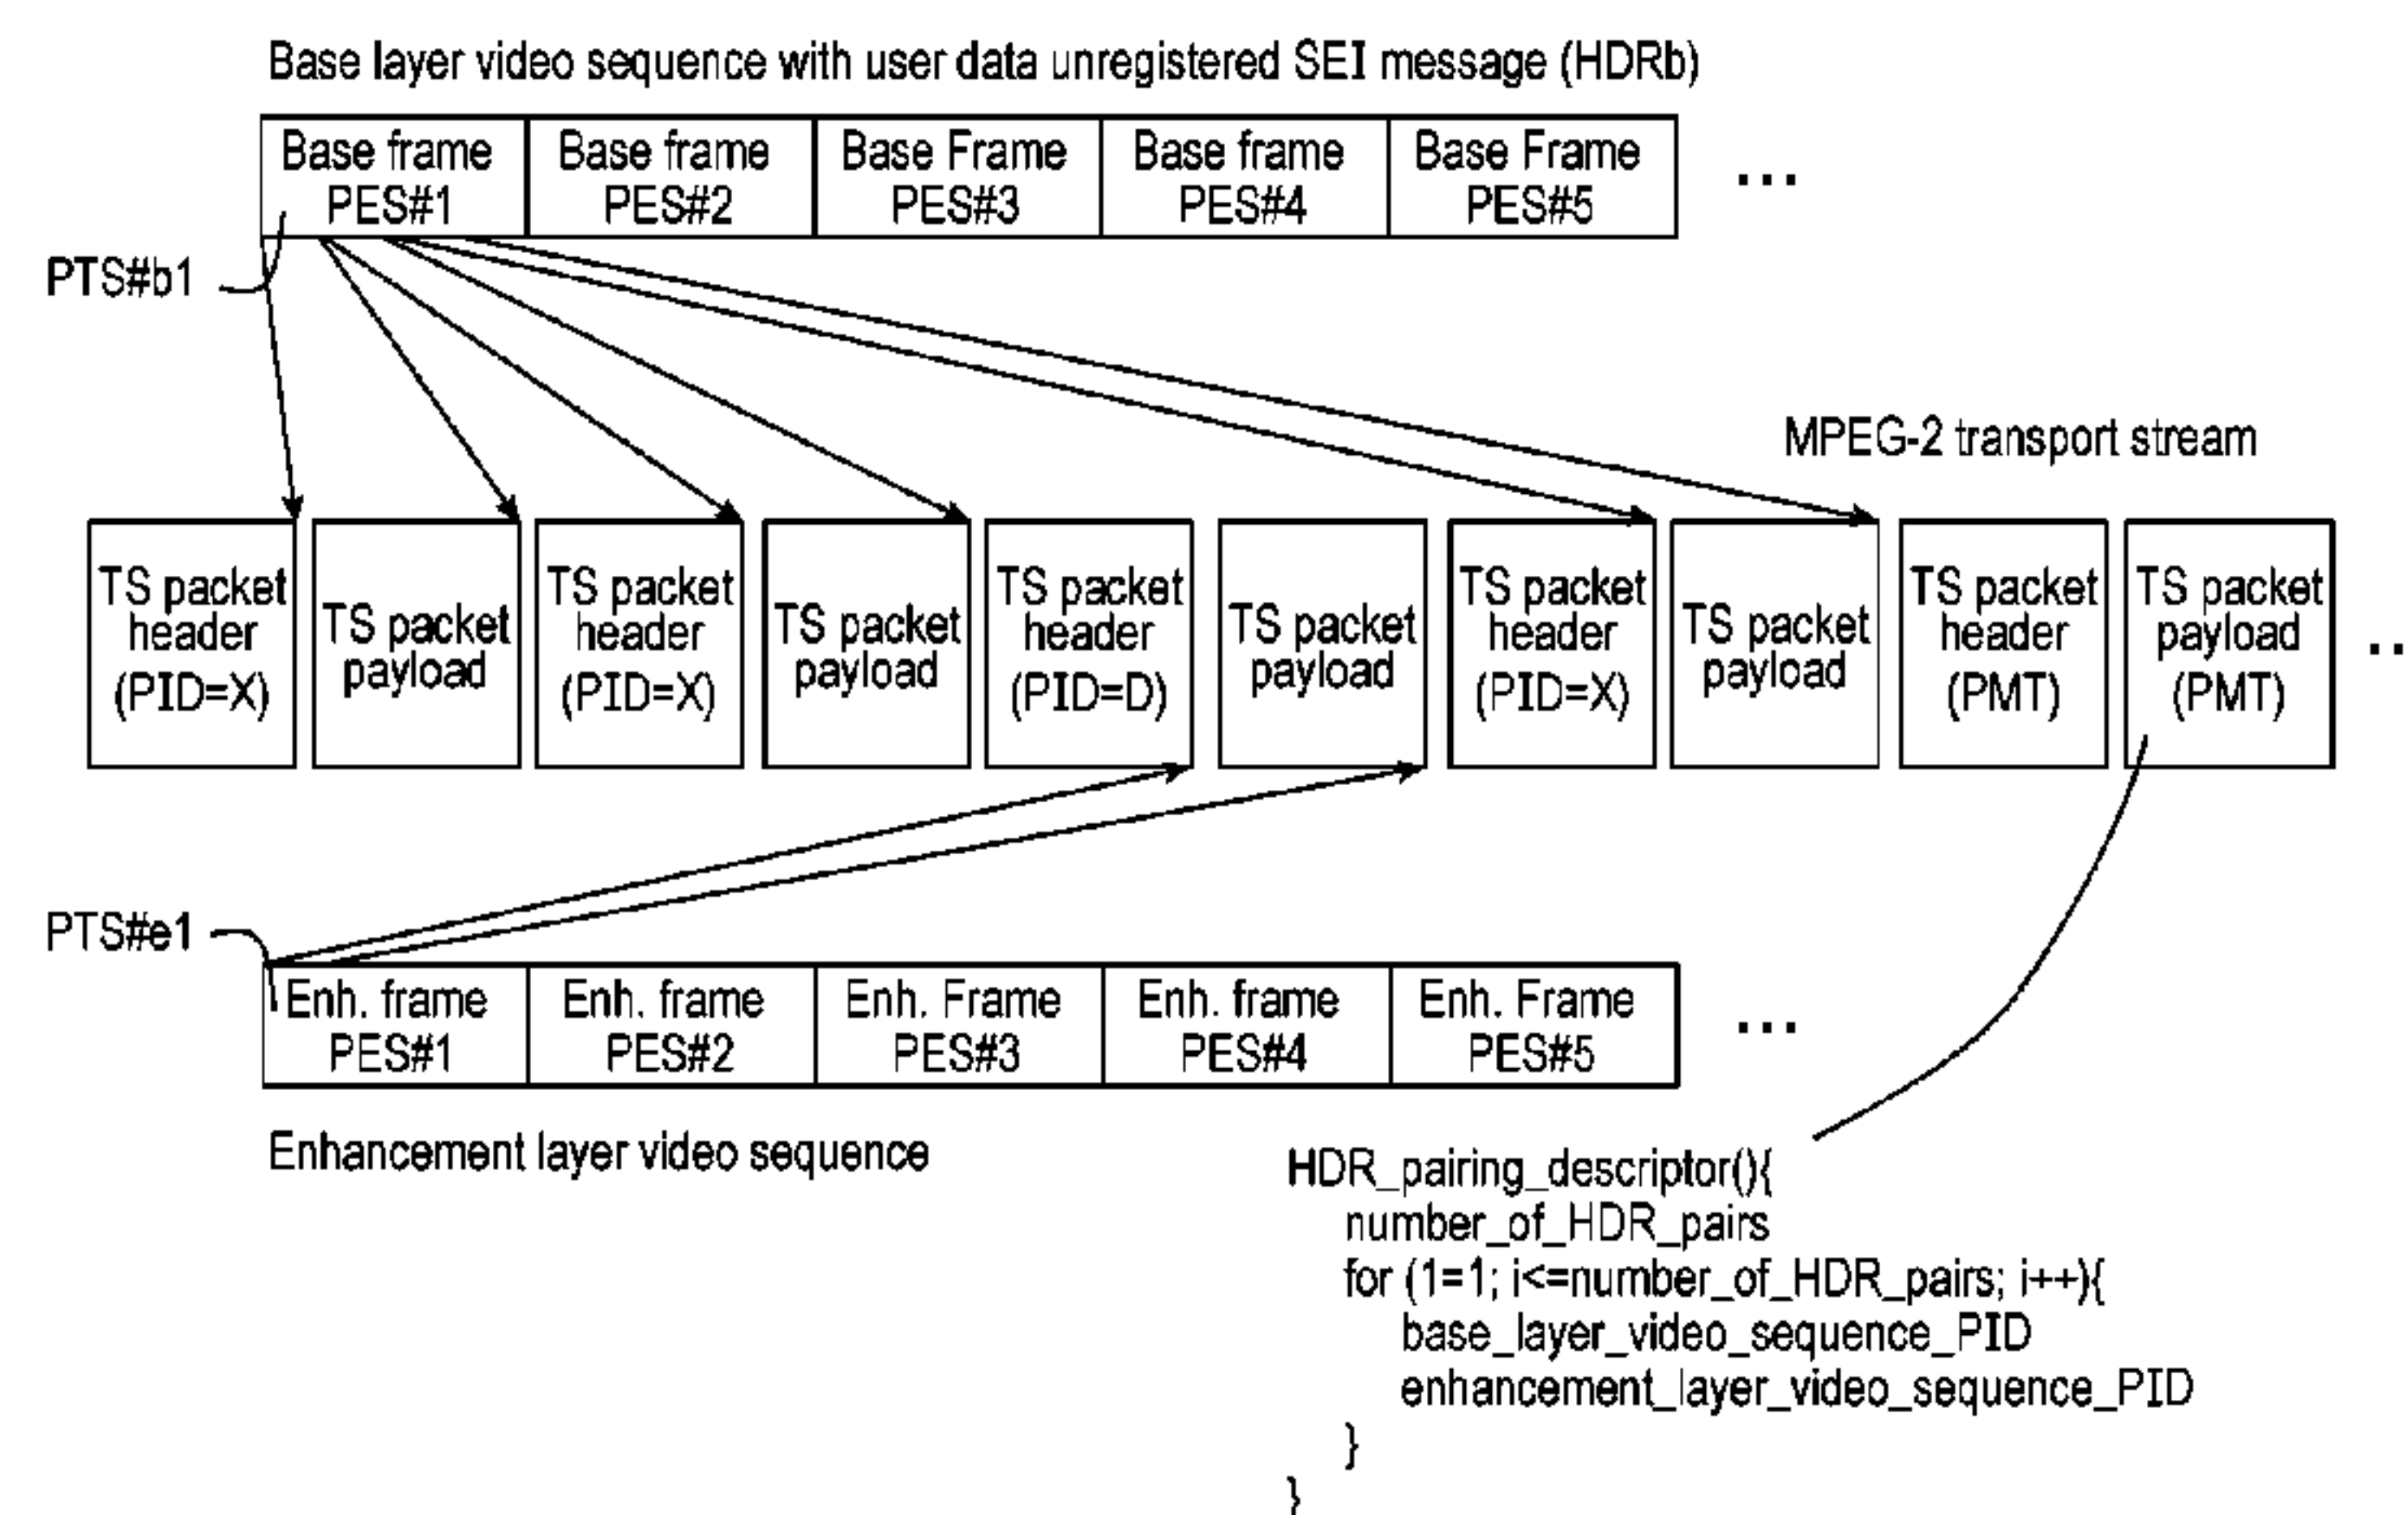 Base layer video sequence with user data unregistered SEI message (HDRb)
Base frame PES#1
Base frame PES#2
Base Frame PES#3
Base frame PES#4
Base Frame PES#5
...
PTS#b1
MPEG-2 transport stream
TS packet header (PID=X)
TS packet payload
TS packet header (PID=X)
TS packet payload
TS packet header (PID=D)
TS packet payload
TS packet header (PID=X)
TS packet payload
TS packet header (PMT)
TS packet payload (PMT)
..
PTS#e1
Enh. frame PES#1
Enh. frame PES#2
Enh. Frame PES#3
Enh. frame PES#4
Enh. Frame PES#5
...
Enhancement layer video sequence
HDR_pairing_descriptor(){
number_of_HDR_pairs
for (1=1; i<=number_of_HDR_pairs; i++){
base_layer_video_sequence_PID
enhancement_layer_video_sequence_PID
}
}